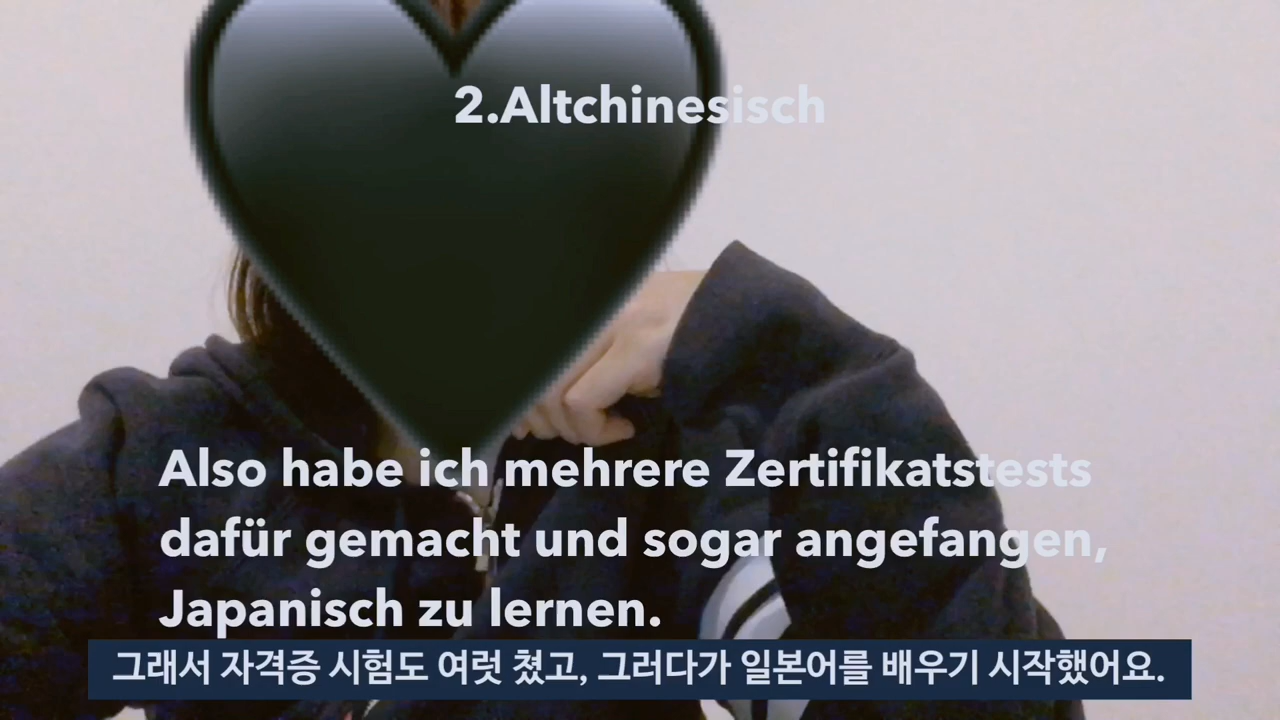 2.Altchinesisch
Also habe ich mehrere Zertifikatstests
dafür gemacht und sogar angefangen,
Japanisch zu lernen.
그래서 자격증 시험도 여럿 쳤고, 그러다가 일본어를 배우기 시작했어요.